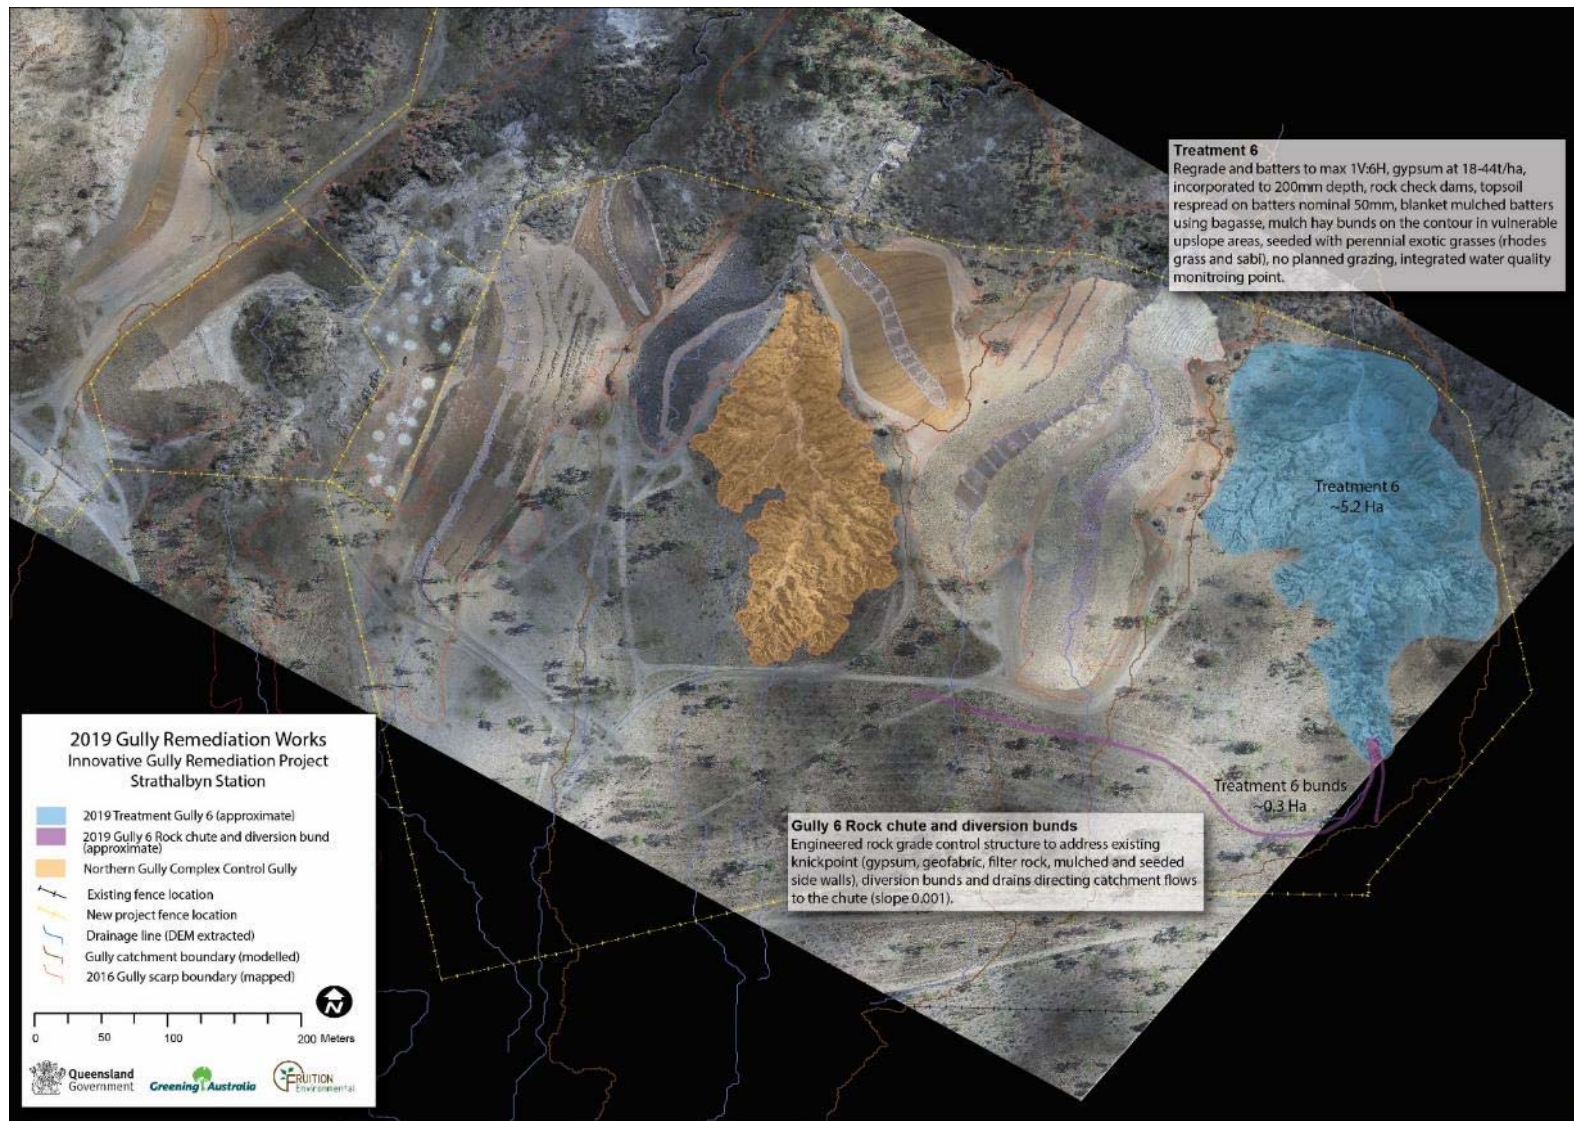 Treatment 6
Regrade and batters to max 1V:6H, gypsum at 18-44t/ha,
incorporated to 200mm depth, rock check dams, topsoil
respread on batters nominal 50mm, blanket mulched batters
using bagasse, mulch hay bunds on the contour in vulnerable
upslope areas, seeded with perennial exotic grasses (rhodes
grass and sabi), no planned grazing, integrated water quality
monitroing point.
Treatment 6
~5.2 Ha
Treatment 6 bunds
~0.3 Ha
Gully 6 Rock chute and diversion bunds
Engineered rock grade control structure to address existing
knickpoint (gypsum, geofabric, filter rock, mulched and seeded
side walls), diversion bunds and drains directing catchment flows
to the chute (slope 0.001).
2019 Gully Remediation Works
Innovative Gully Remediation Project
Strathalbyn Station
2019 Treatment Gully 6 (approximate)
2019 Gully 6 Rock chute and diversion bund
(approximate)
Northern Gully Complex Control Gully
Existing fence location
New project fence location
Drainage line (DEM extracted)
Gully catchment boundary (modelled)
2016 Gully scarp boundary (mapped)
N
0 50 100 200 Meters
Queensland
Government
Greening Australia
FRUITION
Environmental